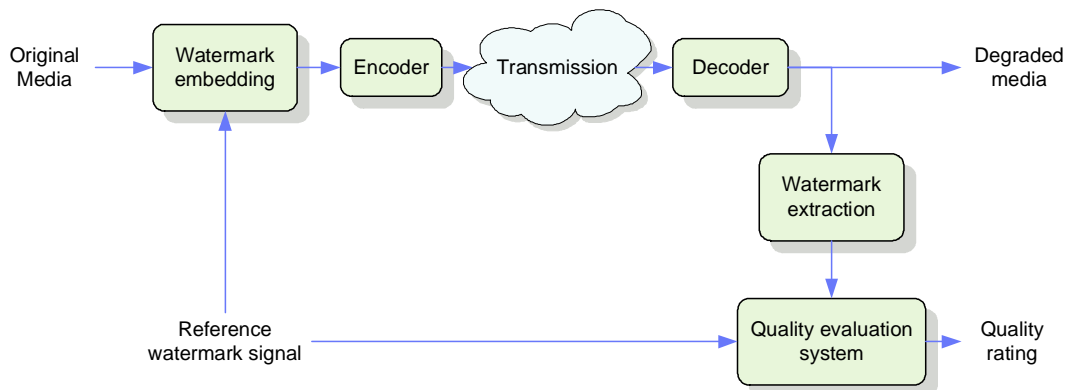 Original
Media
Watermark
embedding
Encoder
Transmission
Decoder
Degraded
media
Watermark
extraction
Reference
watermark signal
Quality evaluation
system
Quality
rating